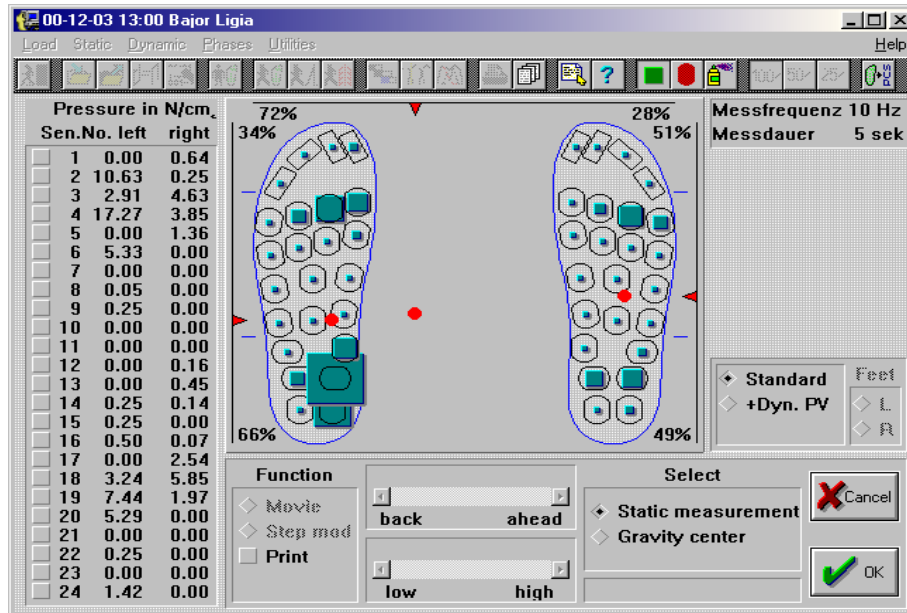 00-12-03 13:00 Bajor Ligia
Load Static Dynamic Phases Utilities Help
100% 50% 25%
Pressure in N/cm²
Sen.No. left right
1 0.00 0.64
2 10.63 0.25
3 2.91 4.63
4 17.27 3.85
5 0.00 1.36
6 5.33 0.00
7 0.00 0.00
8 0.05 0.00
9 0.25 0.00
10 0.00 0.00
11 0.00 0.00
12 0.00 0.16
13 0.00 0.45
14 0.25 0.14
15 0.25 0.00
16 0.50 0.07
17 0.00 2.54
18 3.24 5.85
19 7.44 1.97
20 5.29 0.00
21 0.00 0.00
22 0.25 0.00
23 0.00 0.00
24 1.42 0.00
72% 28%
34% 51%
66% 49%
Messfrequenz 10 Hz
Messdauer 5 sek
Standard
+Dyn. PV
Feet
L
R
Function
Movie
Step mod
Print
back ahead
low high
Select
Static measurement
Gravity center
Cancel
OK